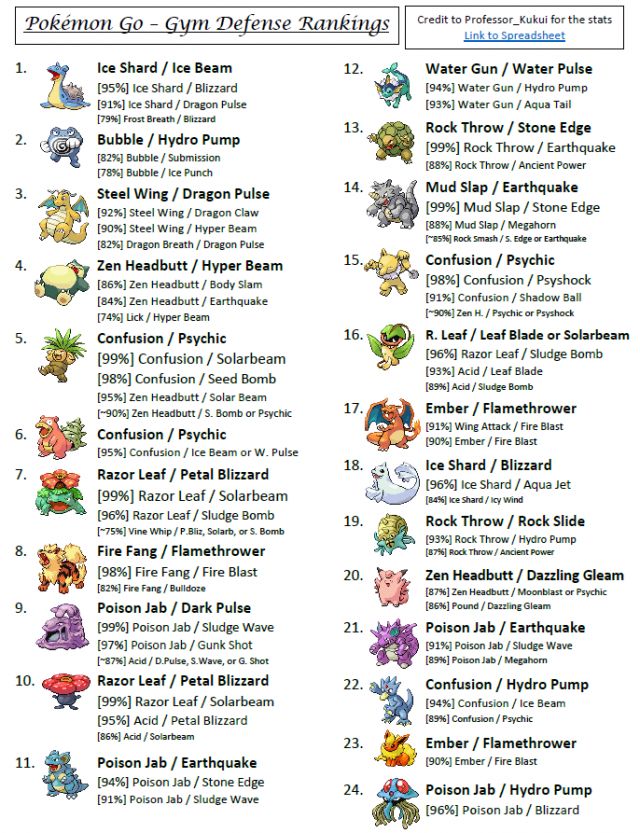 Pokémon Go – Gym Defense Rankings
Credit to Professor_Kukui for the stats
Link to Spreadsheet
1. Ice Shard / Ice Beam
[95%] Ice Shard / Blizzard
[91%] Ice Shard / Dragon Pulse
[79%] Frost Breath / Blizzard
2. Bubble / Hydro Pump
[82%] Bubble / Submission
[78%] Bubble / Ice Punch
3. Steel Wing / Dragon Pulse
[92%] Steel Wing / Dragon Claw
[90%] Steel Wing / Hyper Beam
[82%] Dragon Breath / Dragon Pulse
4. Zen Headbutt / Hyper Beam
[86%] Zen Headbutt / Body Slam
[84%] Zen Headbutt / Earthquake
[74%] Lick / Hyper Beam
5. Confusion / Psychic
[99%] Confusion / Solarbeam
[98%] Confusion / Seed Bomb
[95%] Zen Headbutt / Solar Beam
[~90%] Zen Headbutt / S. Bomb or Psychic
6. Confusion / Psychic
[95%] Confusion / Ice Beam or W. Pulse
7. Razor Leaf / Petal Blizzard
[99%] Razor Leaf / Solarbeam
[96%] Razor Leaf / Sludge Bomb
[~75%] Vine Whip / P.Bliz, Solarb, or S. Bomb
8. Fire Fang / Flamethrower
[98%] Fire Fang / Fire Blast
[82%] Fire Fang / Bulldoze
9. Poison Jab / Dark Pulse
[99%] Poison Jab / Sludge Wave
[97%] Poison Jab / Gunk Shot
[~87%] Acid / D.Pulse, S.Wave, or G. Shot
10. Razor Leaf / Petal Blizzard
[99%] Razor Leaf / Solarbeam
[95%] Acid / Petal Blizzard
[86%] Acid / Solarbeam
11. Poison Jab / Earthquake
[94%] Poison Jab / Stone Edge
[91%] Poison Jab / Sludge Wave
12. Water Gun / Water Pulse
[94%] Water Gun / Hydro Pump
[93%] Water Gun / Aqua Tail
13. Rock Throw / Stone Edge
[99%] Rock Throw / Earthquake
[88%] Rock Throw / Ancient Power
14. Mud Slap / Earthquake
[99%] Mud Slap / Stone Edge
[88%] Mud Slap / Megahorn
[~85%] Rock Smash / S. Edge or Earthquake
15. Confusion / Psychic
[98%] Confusion / Psyshock
[91%] Confusion / Shadow Ball
[~90%] Zen H. / Psychic or Psyshock
16. R. Leaf / Leaf Blade or Solarbeam
[96%] Razor Leaf / Sludge Bomb
[93%] Acid / Leaf Blade
[89%] Acid / Sludge Bomb
17. Ember / Flamethrower
[91%] Wing Attack / Fire Blast
[90%] Ember / Fire Blast
18. Ice Shard / Blizzard
[96%] Ice Shard / Aqua Jet
[84%] Ice Shard / Icy Wind
19. Rock Throw / Rock Slide
[93%] Rock Throw / Hydro Pump
[87%] Rock Throw / Ancient Power
20. Zen Headbutt / Dazzling Gleam
[87%] Zen Headbutt / Moonblast or Psychic
[86%] Pound / Dazzling Gleam
21. Poison Jab / Earthquake
[91%] Poison Jab / Sludge Wave
[89%] Poison Jab / Megahorn
22. Confusion / Hydro Pump
[94%] Confusion / Ice Beam
[89%] Confusion / Psychic
23. Ember / Flamethrower
[90%] Ember / Fire Blast
24. Poison Jab / Hydro Pump
[96%] Poison Jab / Blizzard